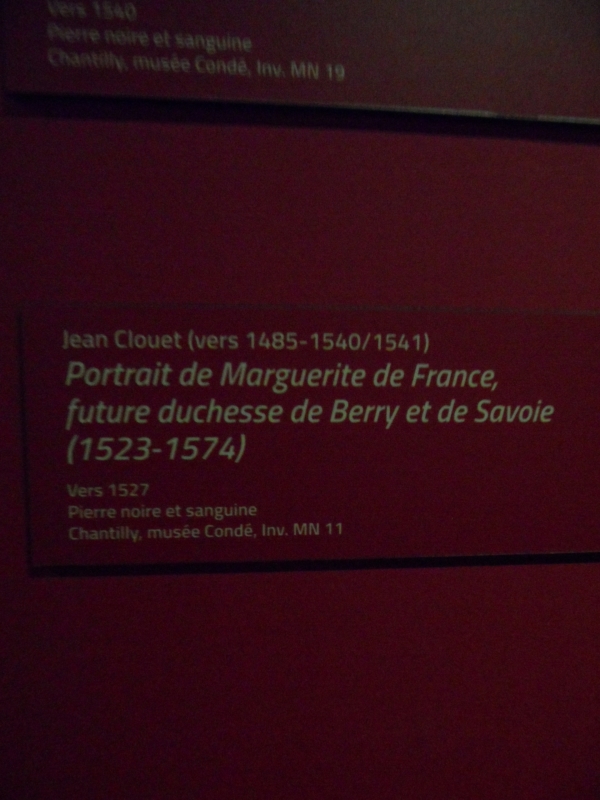 Vers 1540
Pierre noire et sanguine
Chantilly, musée Condé, Inv. MN 19
Jean Clouet (vers 1485-1540/1541)
Portrait de Marguerite de France,
future duchesse de Berry et de Savoie
(1523-1574)
Vers 1527
Pierre noire et sanguine
Chantilly, musée Condé, Inv. MN 11